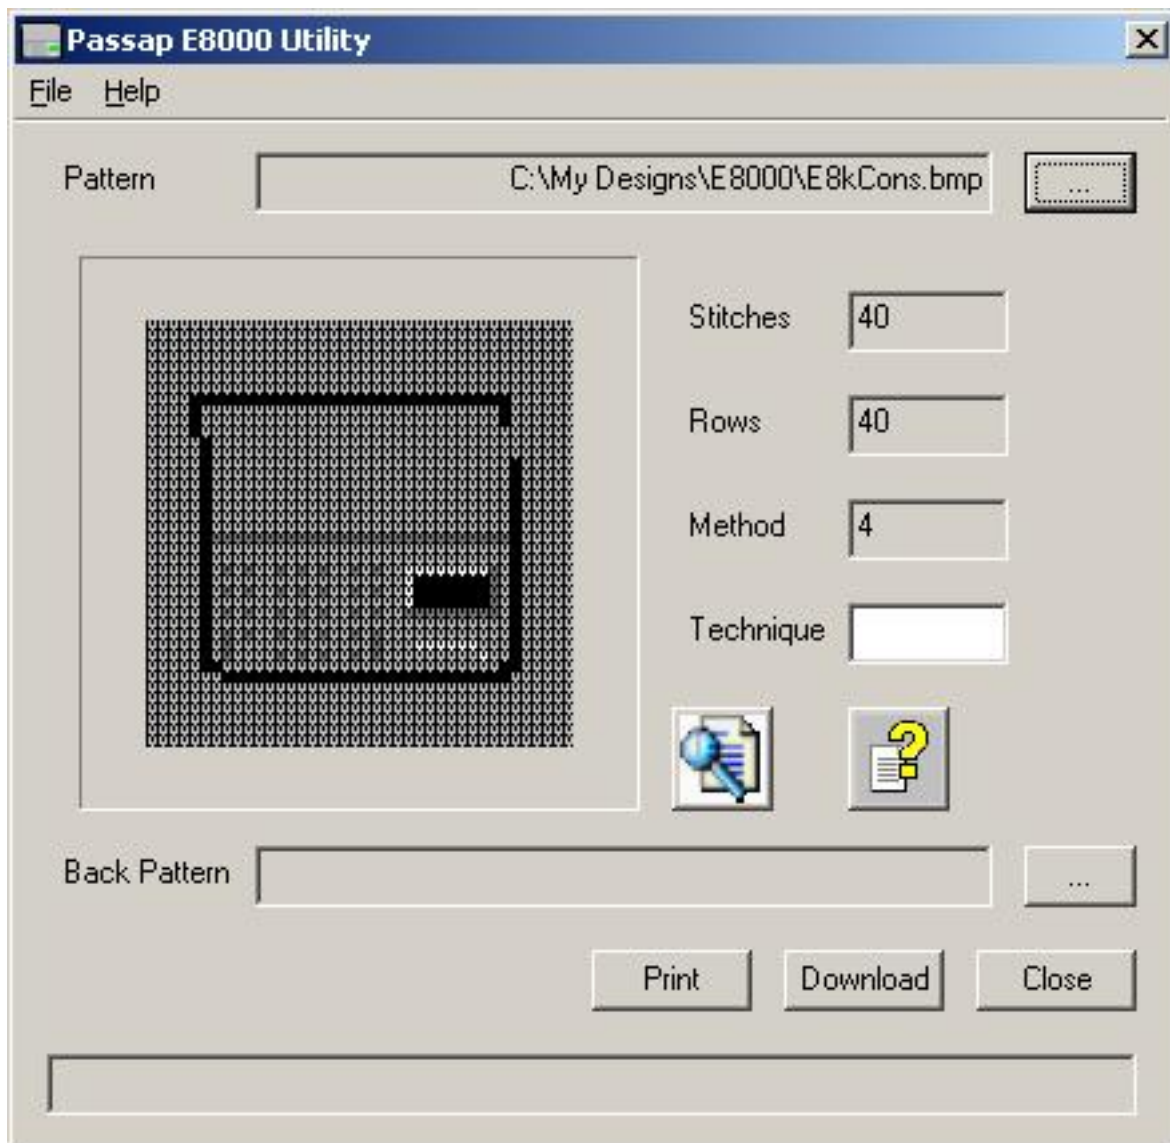 Passap E8000 Utility
File Help
Pattern C:\My Designs\E8000\E8kCons.bmp ...
Stitches 40
Rows 40
Method 4
Technique
Back Pattern ...
Print Download Close